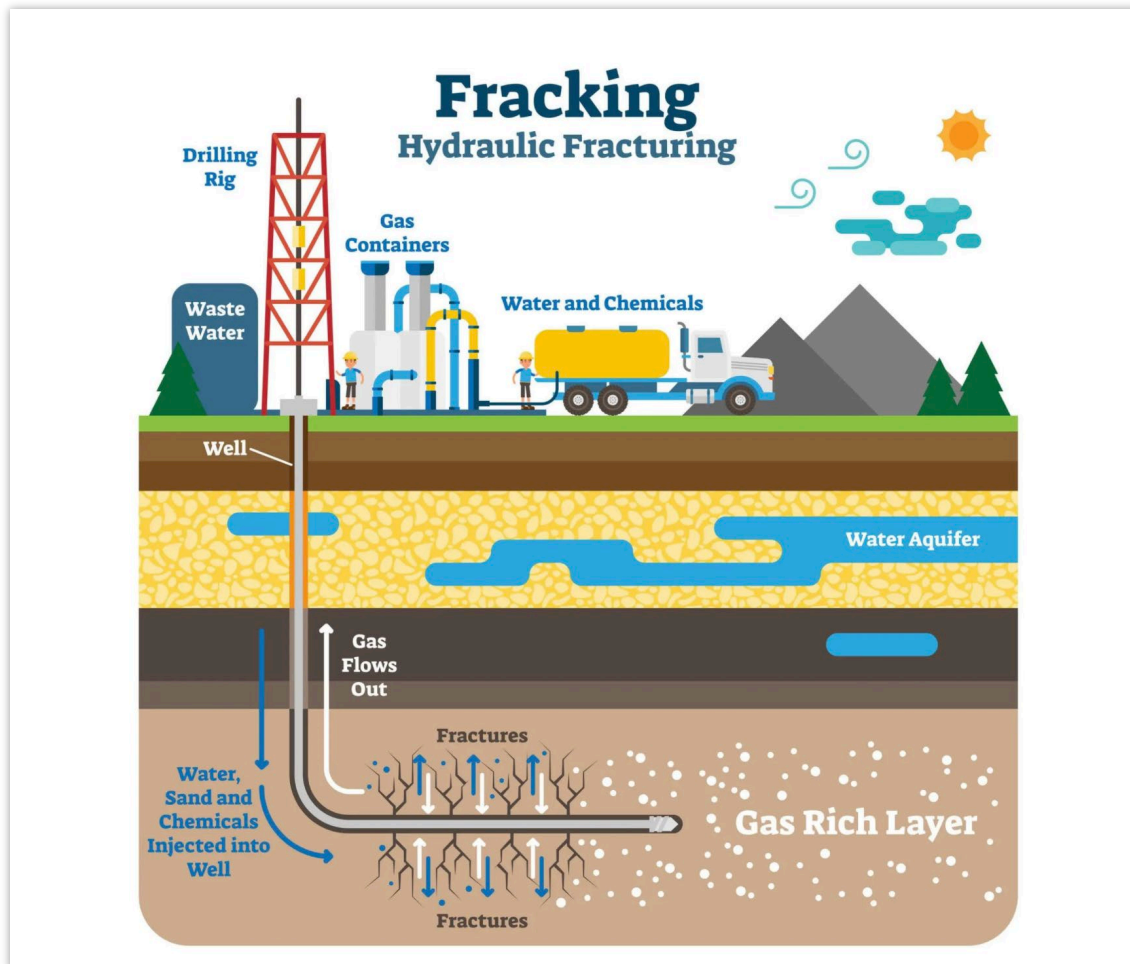 Fracking
Hydraulic Fracturing
Drilling
Rig
Gas
Containers
Waste
Water
Water and Chemicals
Well
Water Aquifer
Gas
Flows
Out
Fractures
Water,
Sand and
Chemicals
Injected into
Well
Gas Rich Layer
Fractures